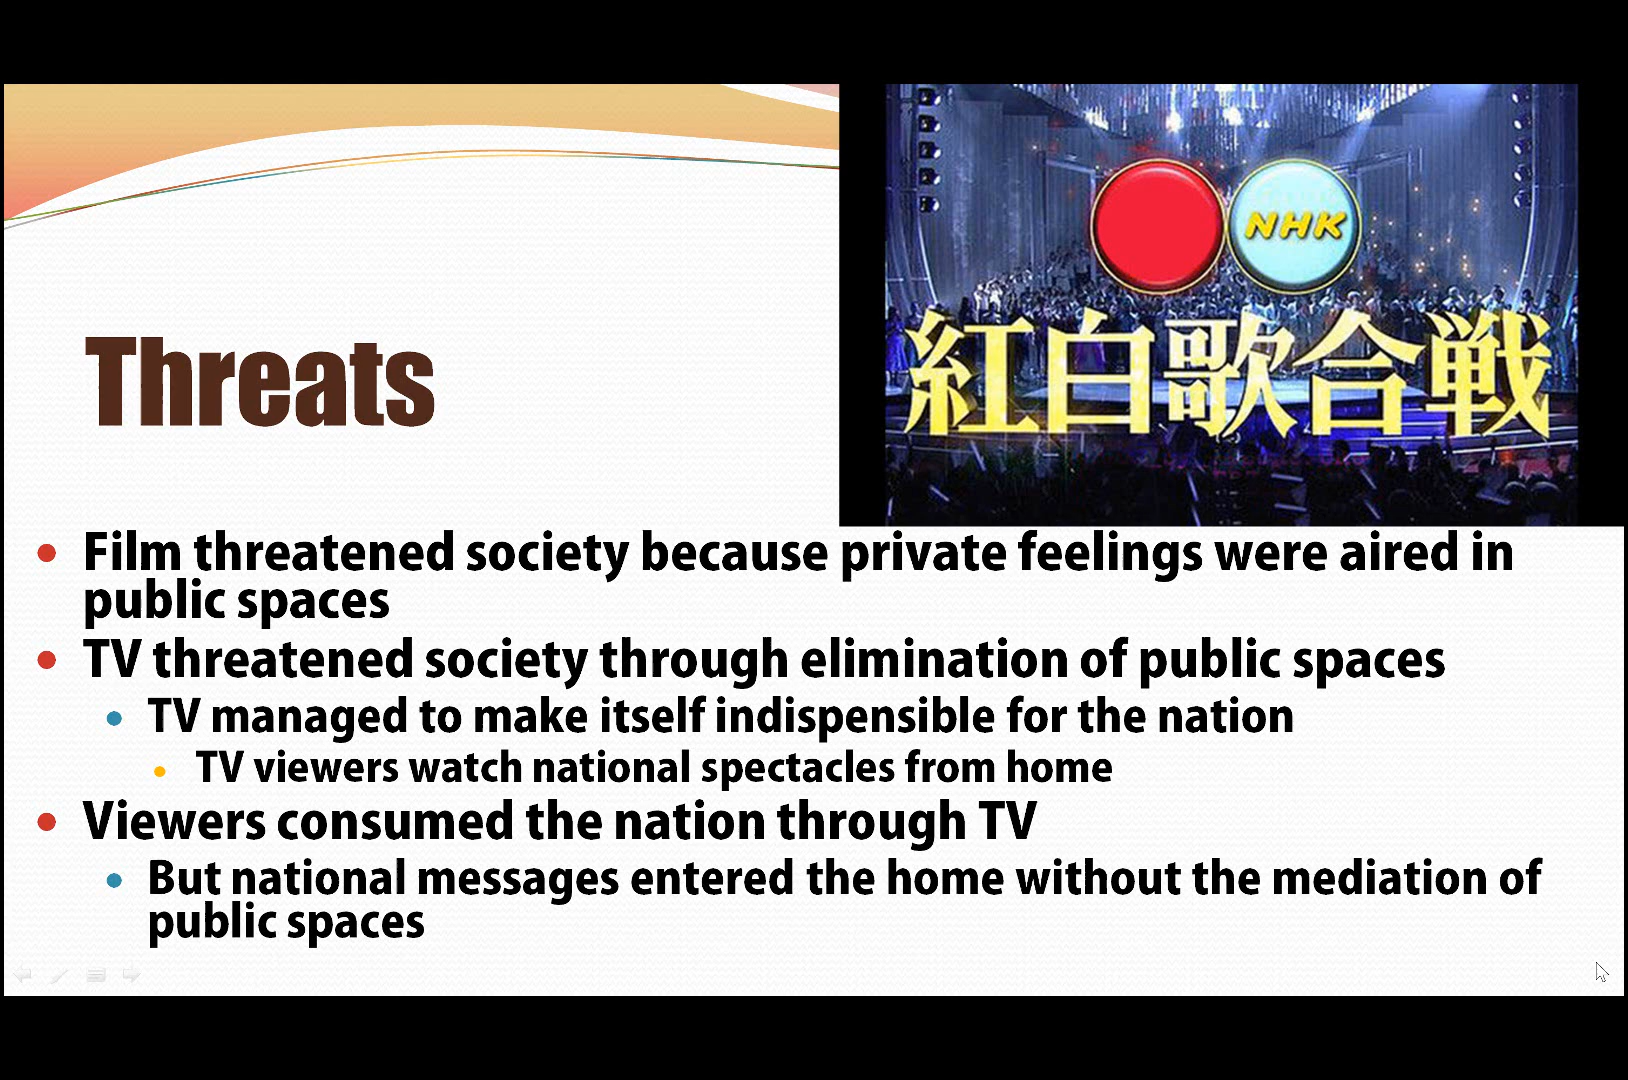 NHK
紅白歌合戦
Threats
Film threatened society because private feelings were aired in
public spaces
TV threatened society through elimination of public spaces
TV managed to make itself indispensible for the nation
TV viewers watch national spectacles from home
Viewers consumed the nation through TV
But national messages entered the home without the mediation of
public spaces